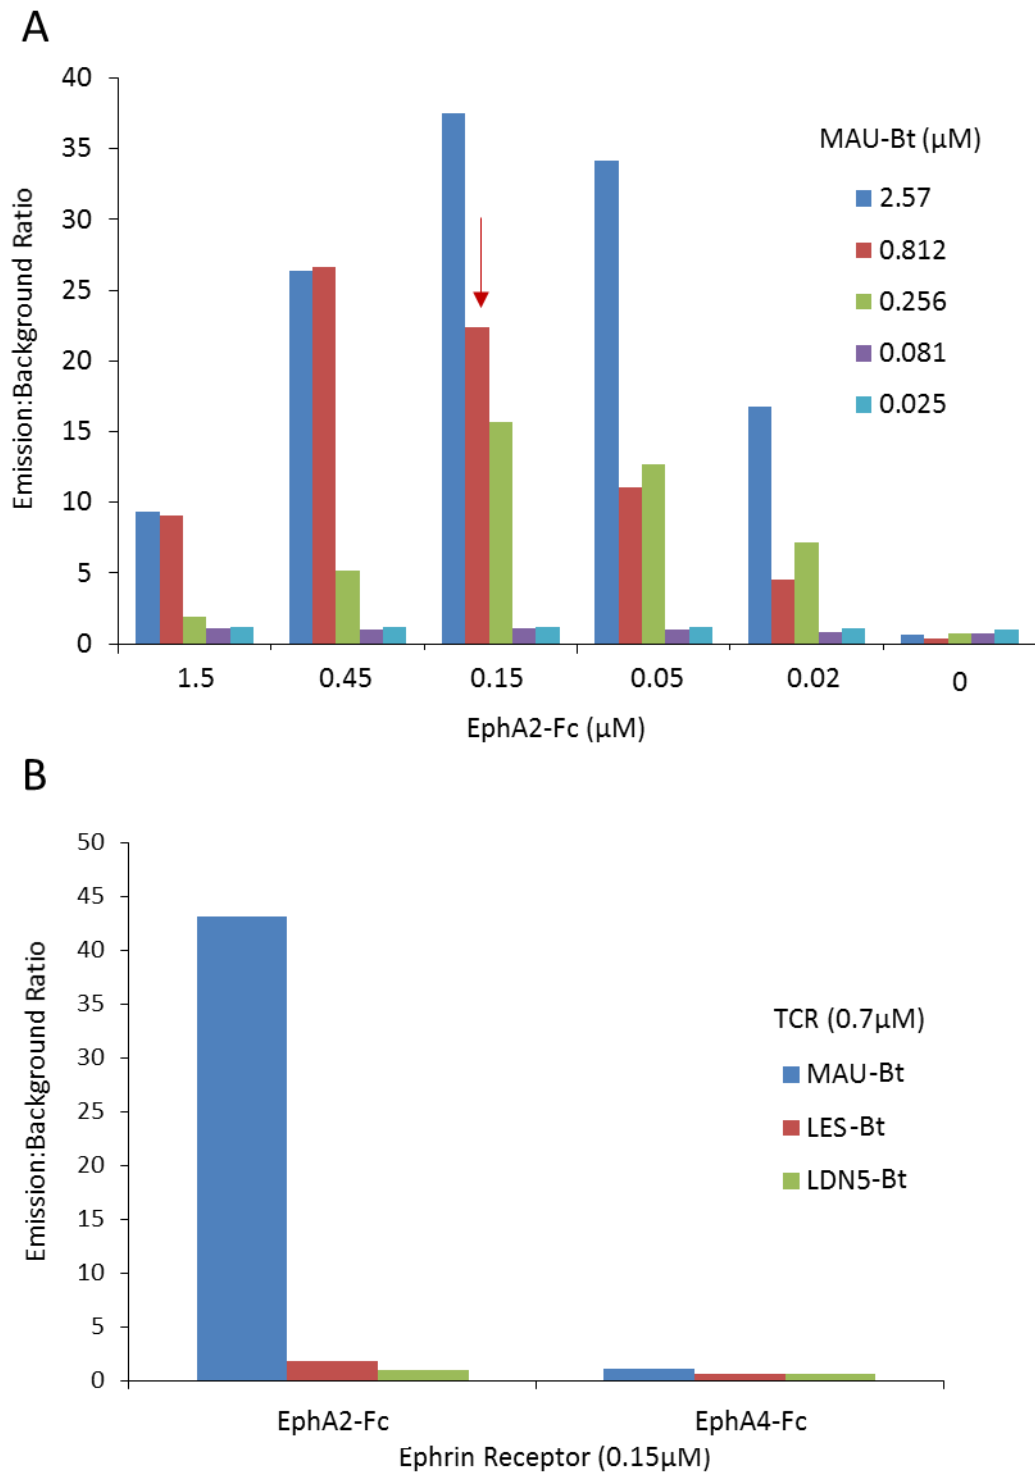 A
40
35
30
25
20
15
10
5
0
Emission:Background Ratio
MAU-Bt (µM)
2.57
0.812
0.256
0.081
0.025
1.5 0.45 0.15 0.05 0.02 0
EphA2-Fc (µM)
B
50
45
40
35
30
25
20
15
10
5
0
Emission:Background Ratio
TCR (0.7µM)
MAU-Bt
LES-Bt
LDN5-Bt
EphA2-Fc EphA4-Fc
Ephrin Receptor (0.15µM)